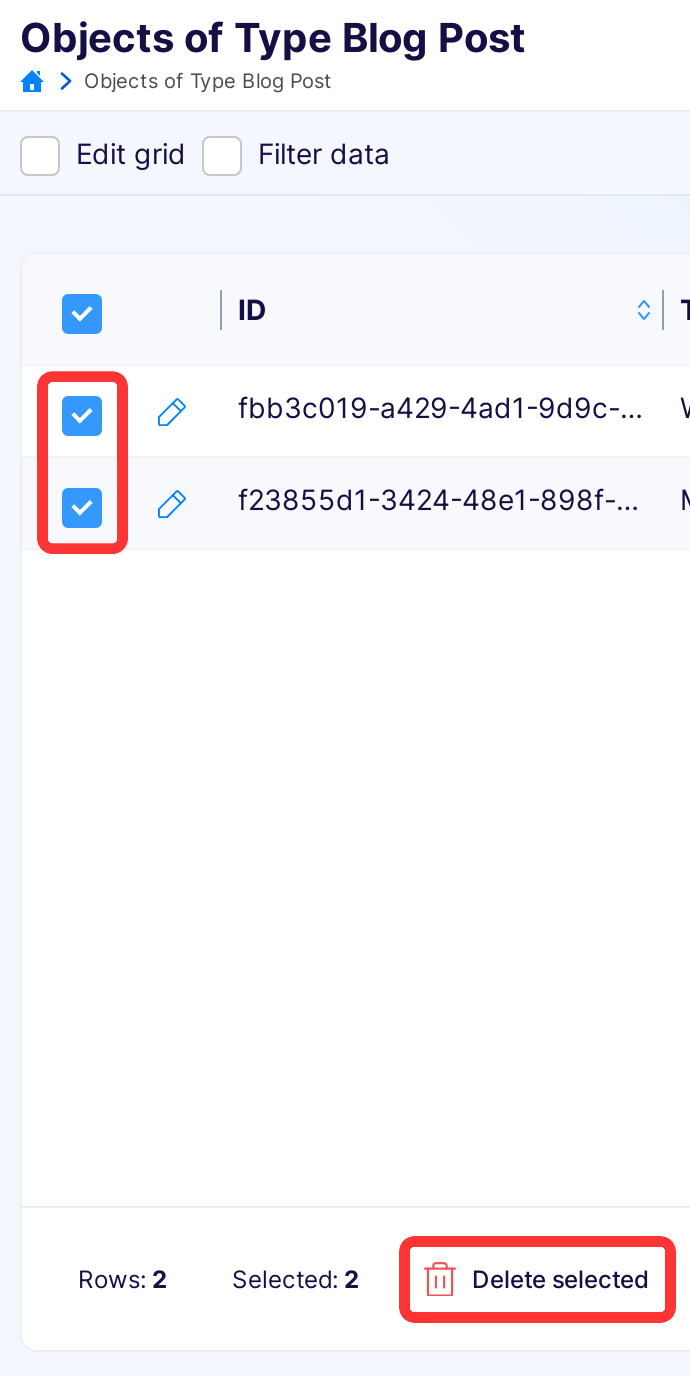 Objects of Type Blog Post
Objects of Type Blog Post
Edit grid Filter data
ID
fbb3c019-a429-4ad1-9d9c-...
f23855d1-3424-48e1-898f-...
Rows: 2 Selected: 2 Delete selected